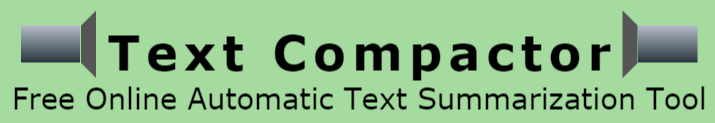 Text Compactor
Free Online Automatic Text Summarization Tool